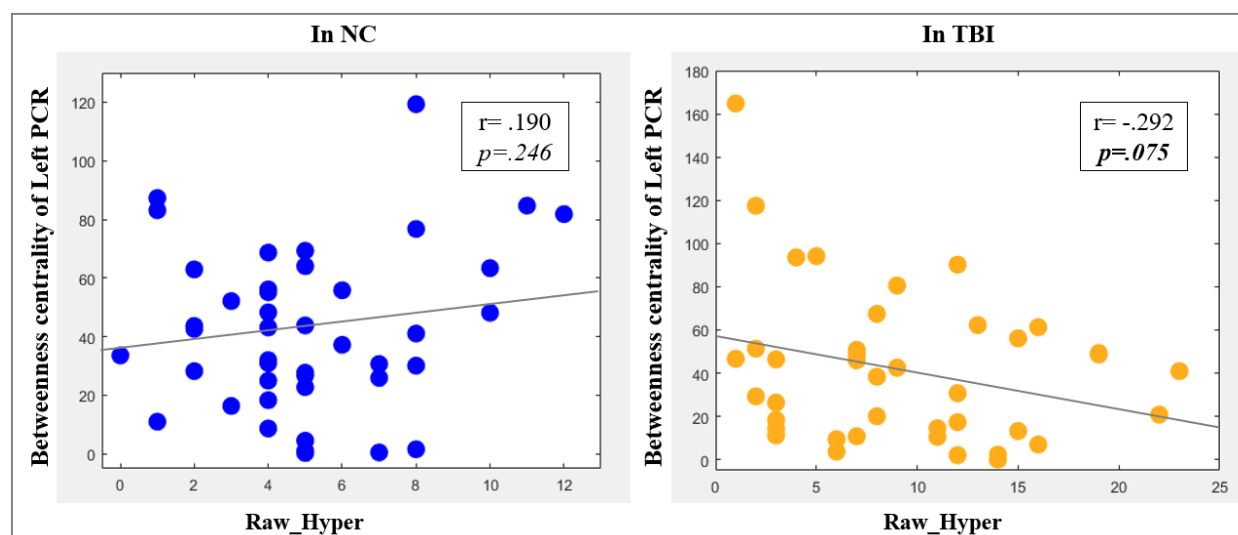 In NC
Betweenness centrality of Left PCR
120
100
80
60
40
20
0
r= .190
p=.246
0 2 4 6 8 10 12
Raw_Hyper
In TBI
Betweenness centrality of Left PCR
180
160
140
120
100
80
60
40
20
0
r= -.292
p=.075
0 5 10 15 20 25
Raw_Hyper